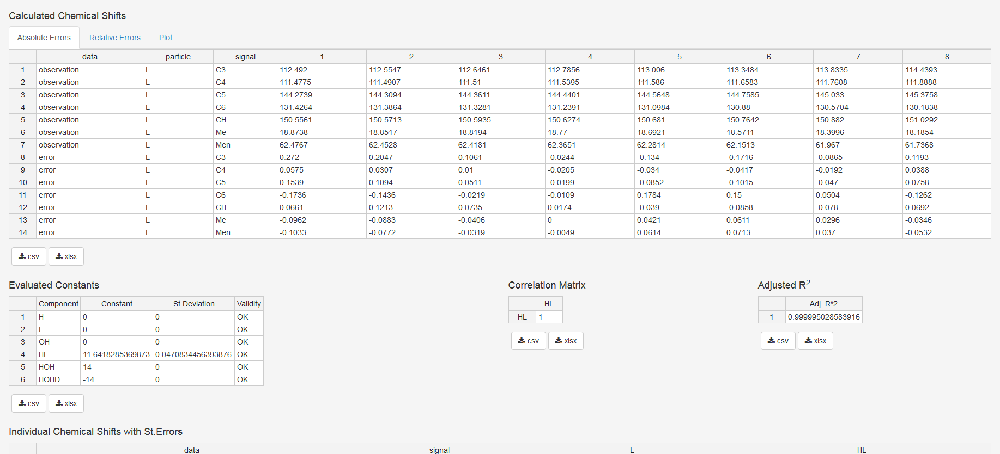 Calculated Chemical Shifts
Absolute Errors Relative Errors Plot
data particle signal 1 2 3 4 5 6 7 8
1 observation L C3 112.492 112.5547 112.6461 112.7856 113.006 113.3484 113.8335 114.4393
2 observation L C4 111.4775 111.4907 111.51 111.5395 111.586 111.6583 111.7608 111.8888
3 observation L C5 144.2739 144.3094 144.3611 144.4401 144.5648 144.7585 145.033 145.3758
4 observation L C6 131.4264 131.3864 131.3281 131.2391 131.0984 130.88 130.5704 130.1838
5 observation L CH 150.5561 150.5713 150.5935 150.6274 150.681 150.7642 150.882 151.0292
6 observation L Me 18.8738 18.8517 18.8194 18.77 18.6921 18.5711 18.3996 18.1854
7 observation L Men 62.4767 62.4528 62.4181 62.3651 62.2814 62.1513 61.967 61.7368
8 error L C3 0.272 0.2047 0.1061 -0.0244 -0.134 -0.1716 -0.0865 0.1193
9 error L C4 0.0575 0.0307 0.01 -0.0205 -0.034 -0.0417 -0.0192 0.0388
10 error L C5 0.1539 0.1094 0.0511 -0.0199 -0.0852 -0.1015 -0.047 0.0758
11 error L C6 -0.1736 -0.1436 -0.0219 -0.0109 0.1784 0.15 0.0504 -0.1262
12 error L CH 0.0661 0.1213 0.0735 0.0174 -0.039 -0.0858 -0.078 0.0692
13 error L Me -0.0962 -0.0883 -0.0406 0 0.0421 0.0611 0.0296 -0.0346
14 error L Men -0.1033 -0.0772 -0.0319 -0.0049 0.0614 0.0713 0.037 -0.0532
csv xlsx
Evaluated Constants
Component Constant St.Deviation Validity
1 H 0 0 OK
2 L 0 0 OK
3 OH 0 0 OK
4 HL 11.6418285369873 0.0470834456393876 OK
5 HOH 14 0 OK
6 HOHD -14 0 OK
csv xlsx
Correlation Matrix
HL
HL 1
csv xlsx
Adjusted R2
Adj. R^2
1 0.999995028583916
csv xlsx
Individual Chemical Shifts with St.Errors
data signal L HL